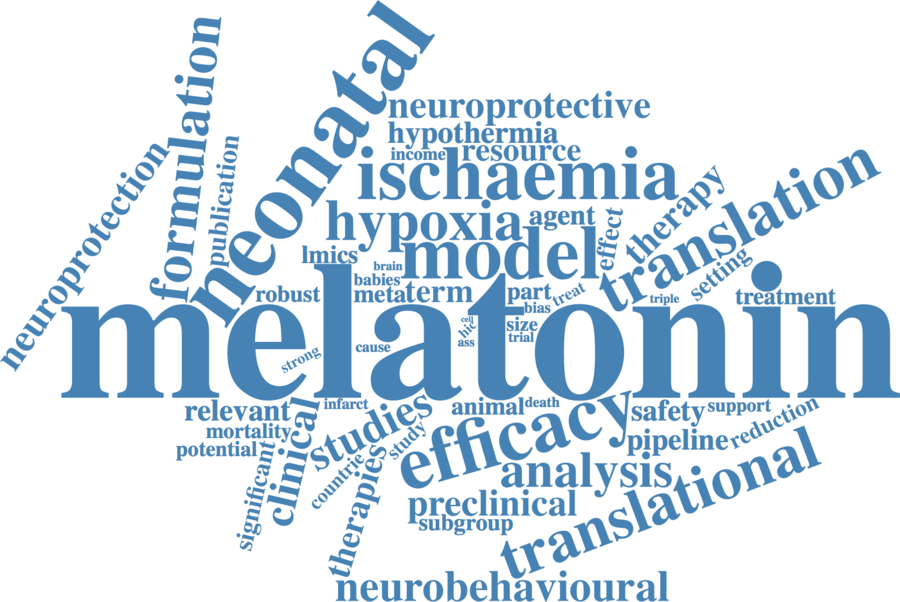 neonatal
formulation
neuroprotective
hypothermia
income resource
publication
neuroprotection
ischaemia
therapy
translation
hypoxia agent
effect
lmics
model
setting
brain
babies
robust
metaterm
part
treat
triple
treatment
bias
cell
hic
ass
size
trial
melatonin
cause
strong
infarct
relevant
studies
animal death
efficacy
safety support
mortality
potential
clinical
study
pipeline
reduction
significant
countrie
therapies
analysis
translational
preclinical
subgroup
neurobehavioural